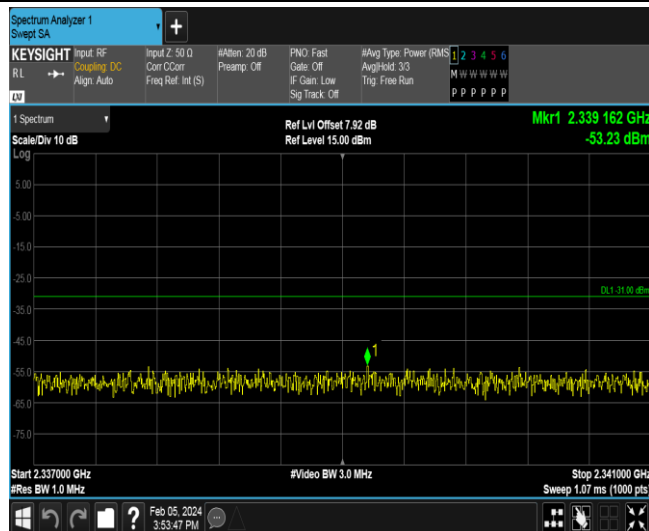 Spectrum Analyzer 1
Swept SA
+
KEYSIGHT
RL
LXI
Input: RF
Coupling: DC
Align: Auto
Input Z: 50 Ω
Corr CCorr
Freq Ref: Int (S)
#Atten: 20 dB
Preamp: Off
PNO: Fast
Gate: Off
IF Gain: Low
Sig Track: Off
#Avg Type: Power (RMS
Avg|Hold: 3/3
Trig: Free Run
1 2 3 4 5 6
M W W W W W
P P P P P P
1 Spectrum
Scale/Div 10 dB
Ref Lvl Offset 7.92 dB
Ref Level 15.00 dBm
Mkr1 2.339 162 GHz
-53.23 dBm
Log
5.00
-5.00
-15.0
-25.0
DL1 -31.00 dBm
-35.0
-45.0
1
-55.0
-65.0
-75.0
Start 2.337000 GHz
#Res BW 1.0 MHz
#Video BW 3.0 MHz
Stop 2.341000 GHz
Sweep 1.07 ms (1000 pts)
?
Feb 05, 2024
3:53:47 PM